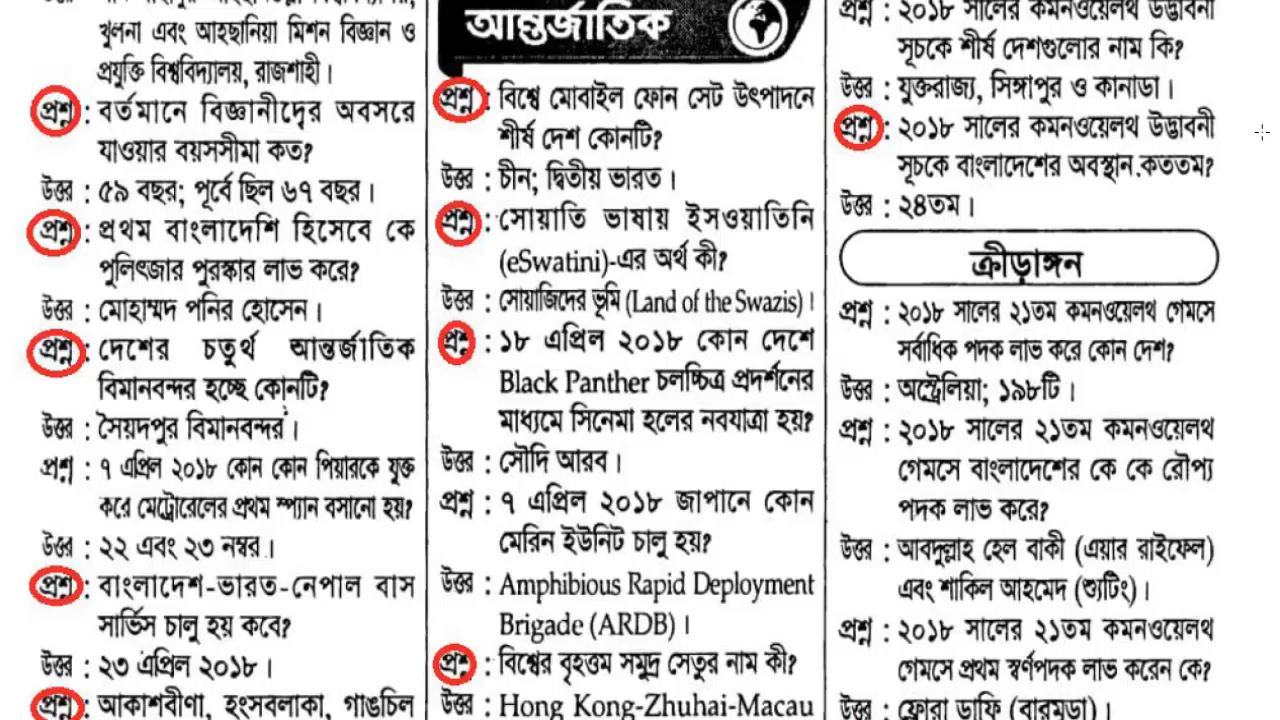 খুলনা এবং আহছানিয়া মিশন বিজ্ঞান ও
প্রযুক্তি বিশ্ববিদ্যালয়, রাজশাহী।
প্রশ্ন : বর্তমানে বিজ্ঞানীদের অবসরে
যাওয়ার বয়সসীমা কত?
উত্তর : ৫৯ বছর; পূর্বে ছিল ৬৭ বছর।
প্রশ্ন : প্রথম বাংলাদেশি হিসেবে কে
পুলিৎজার পুরস্কার লাভ করে?
উত্তর : মোহাম্মদ পনির হোসেন।
প্রশ্ন : দেশের চতুর্থ আন্তর্জাতিক
বিমানবন্দর হচ্ছে কোনটি?
উত্তর : সৈয়দপুর বিমানবন্দর।
প্রশ্ন : ৭ এপ্রিল ২০১৮ কোন কোন পিয়ারকে যুক্ত
করে মেট্রোরেলের প্রথম স্প্যান বসানো হয়?
উত্তর : ২২ এবং ২৩ নম্বর।
প্রশ্ন : বাংলাদেশ-ভারত-নেপাল বাস
সার্ভিস চালু হয় কবে?
উত্তর : ২৩ এপ্রিল ২০১৮।
প্রশ্ন : আকাশবীণা, হংসবলাকা, গাঙচিল
আন্তর্জাতিক
প্রশ্ন : বিশ্বে মোবাইল ফোন সেট উৎপাদনে
শীর্ষ দেশ কোনটি?
উত্তর : চীন; দ্বিতীয় ভারত।
প্রশ্ন : সোয়াতি ভাষায় ইসওয়াতিনি
(eSwatini)-এর অর্থ কী?
উত্তর : সোয়াজিদের ভূমি (Land of the Swazis)।
প্রশ্ন : ১৮ এপ্রিল ২০১৮ কোন দেশে
Black Panther চলচ্চিত্র প্রদর্শনের
মাধ্যমে সিনেমা হলের নবযাত্রা হয়?
উত্তর : সৌদি আরব।
প্রশ্ন : ৭ এপ্রিল ২০১৮ জাপানে কোন
মেরিন ইউনিট চালু হয়?
উত্তর : Amphibious Rapid Deployment
Brigade (ARDB)।
প্রশ্ন : বিশ্বের বৃহত্তম সমুদ্র সেতুর নাম কী?
উত্তর : Hong Kong-Zhuhai-Macau
প্রশ্ন : ২০১৮ সালের কমনওয়েলথ উদ্ভাবনী
সূচকে শীর্ষ দেশগুলোর নাম কি?
উত্তর : যুক্তরাজ্য, সিঙ্গাপুর ও কানাডা।
প্রশ্ন : ২০১৮ সালের কমনওয়েলথ উদ্ভাবনী
সূচকে বাংলাদেশের অবস্থান কততম?
উত্তর : ২৪তম।
ক্রীড়াঙ্গন
প্রশ্ন : ২০১৮ সালের ২১তম কমনওয়েলথ গেমসে
সর্বাধিক পদক লাভ করে কোন দেশ?
উত্তর : অস্ট্রেলিয়া; ১৯৮টি।
প্রশ্ন : ২০১৮ সালের ২১তম কমনওয়েলথ
গেমসে বাংলাদেশের কে কে রৌপ্য
পদক লাভ করে?
উত্তর : আবদুল্লাহ হেল বাকী (এয়ার রাইফেল)
এবং শাকিল আহমেদ (শ্যুটিং)।
প্রশ্ন : ২০১৮ সালের ২১তম কমনওয়েলথ
গেমসে প্রথম স্বর্ণপদক লাভ করেন কে?
উত্তর : ফ্লোরা ডাফি (বারমুডা)।